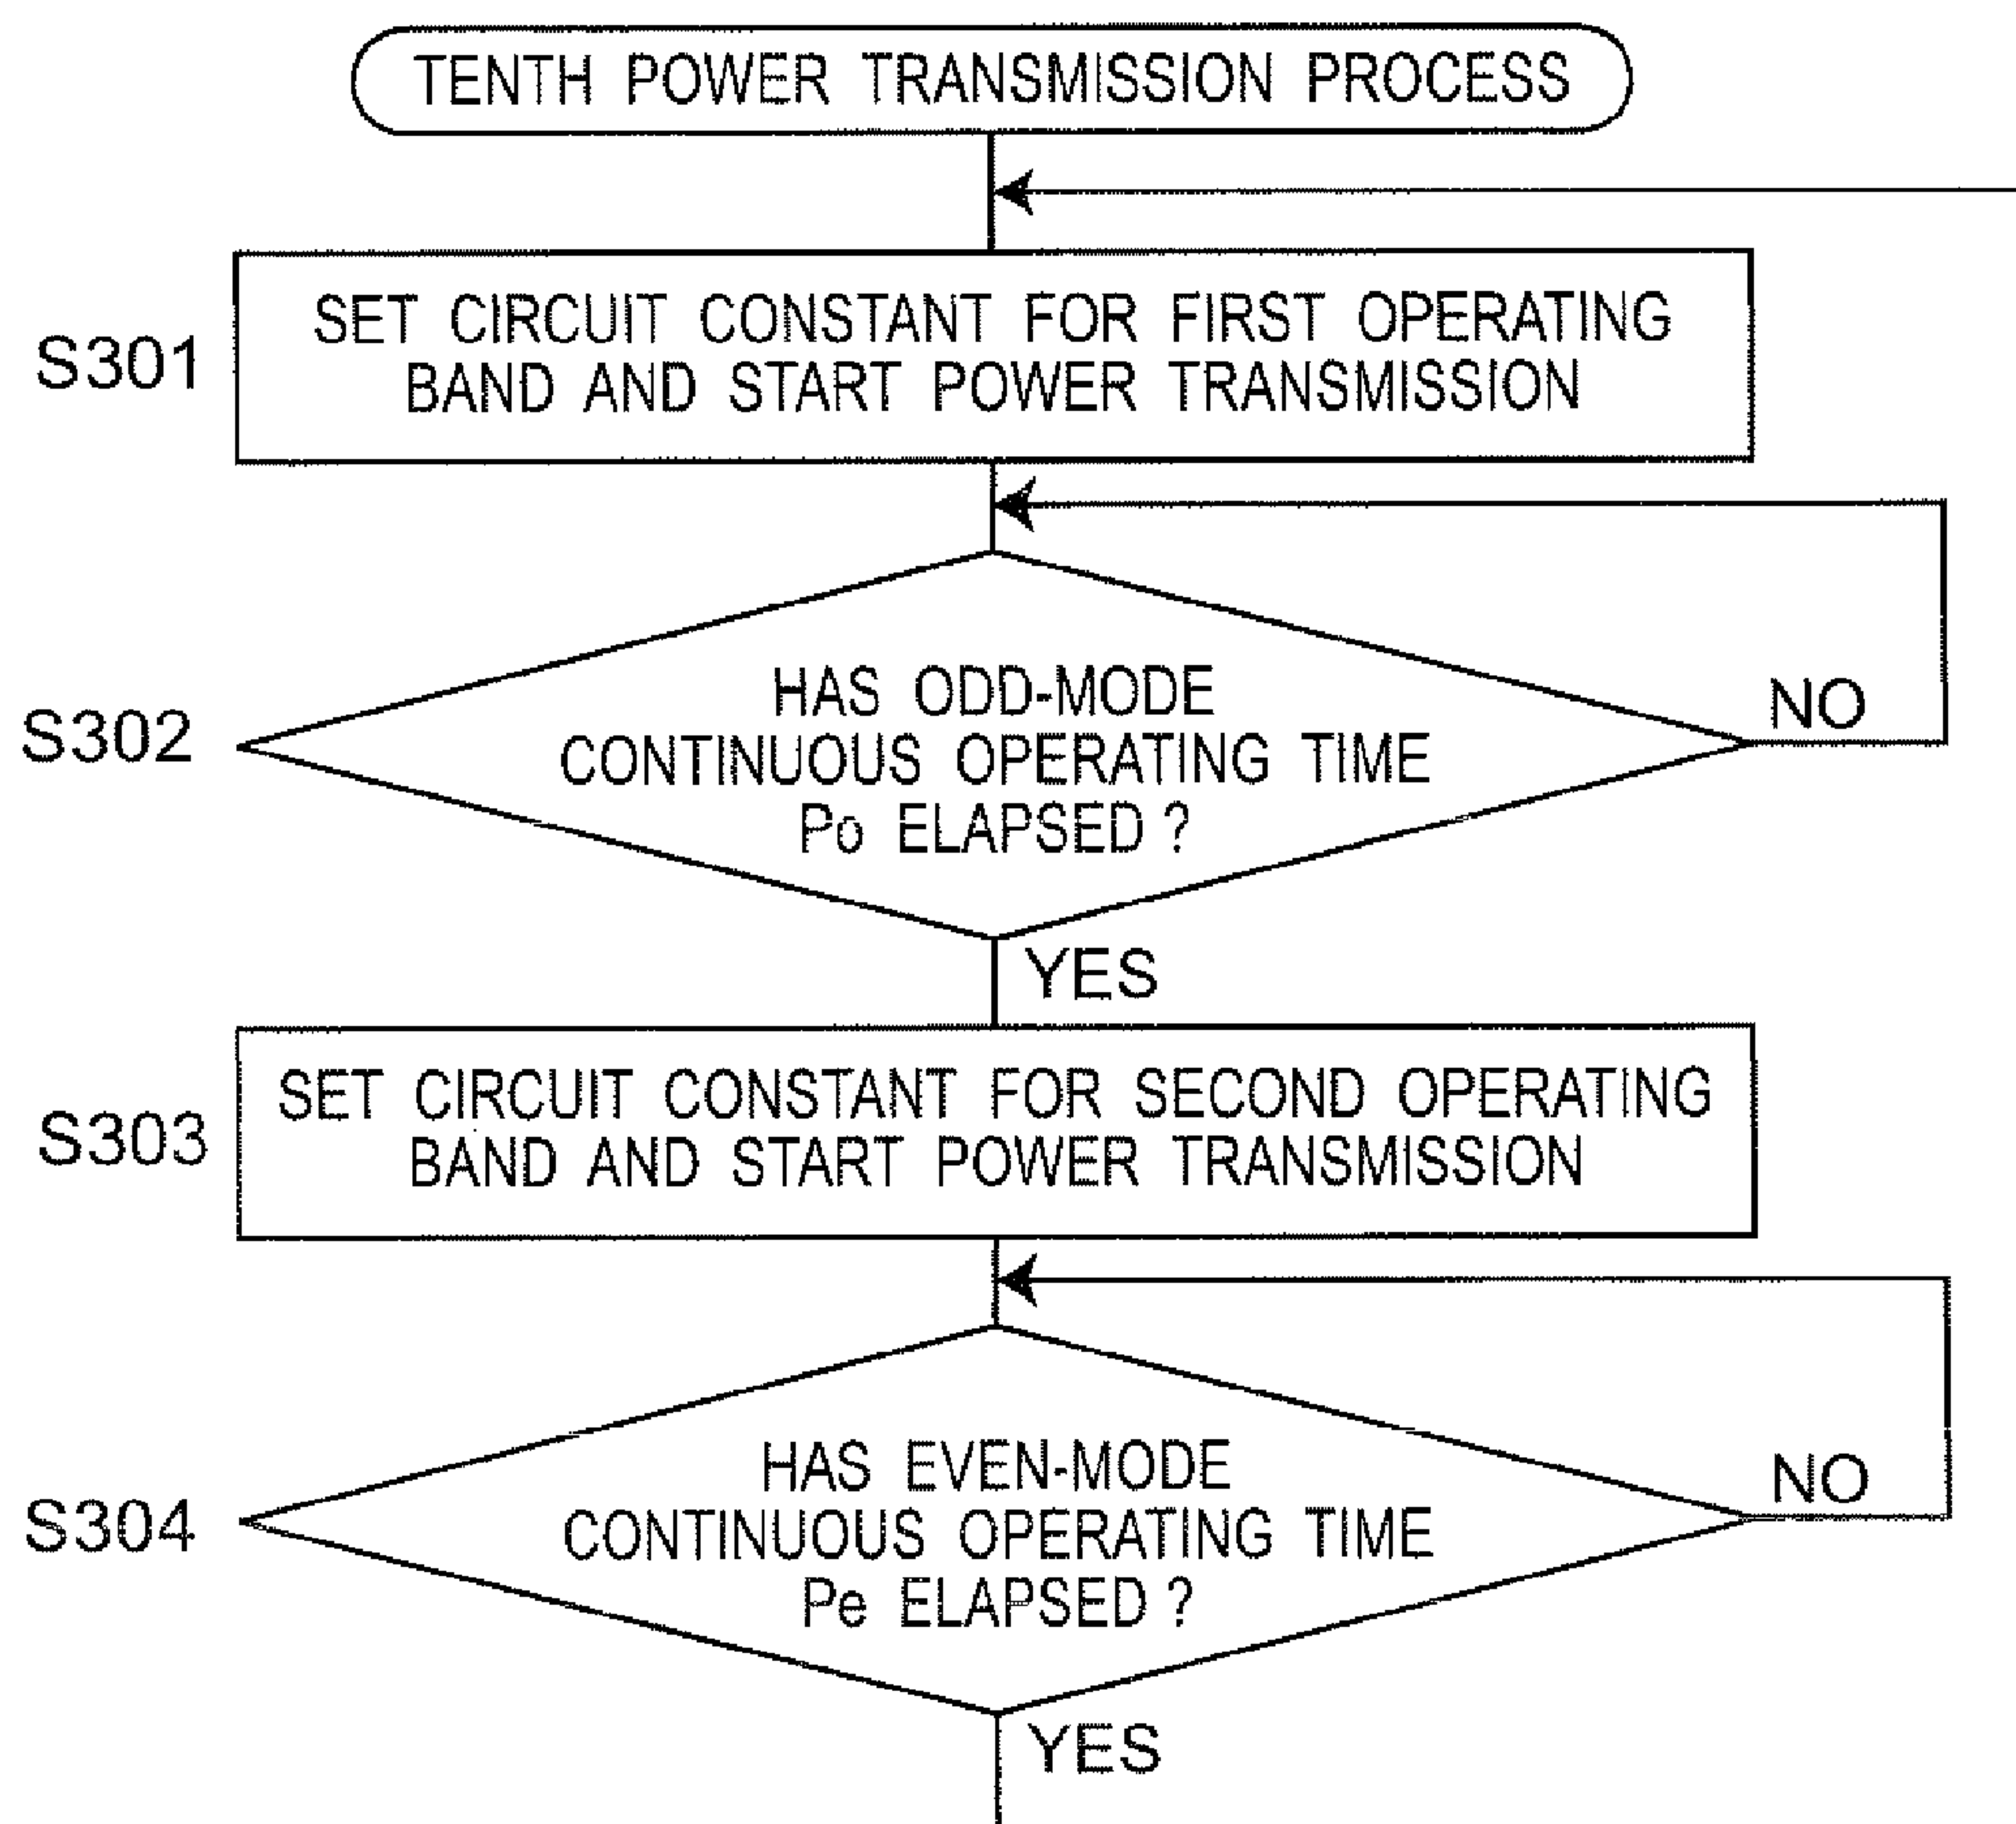 TENTH POWER TRANSMISSION PROCESS
S301
SET CIRCUIT CONSTANT FOR FIRST OPERATING
BAND AND START POWER TRANSMISSION
S302
HAS ODD-MODE
CONTINUOUS OPERATING TIME
Po ELAPSED ?
NO
YES
S303
SET CIRCUIT CONSTANT FOR SECOND OPERATING
BAND AND START POWER TRANSMISSION
S304
HAS EVEN-MODE
CONTINUOUS OPERATING TIME
Pe ELAPSED ?
NO
YES